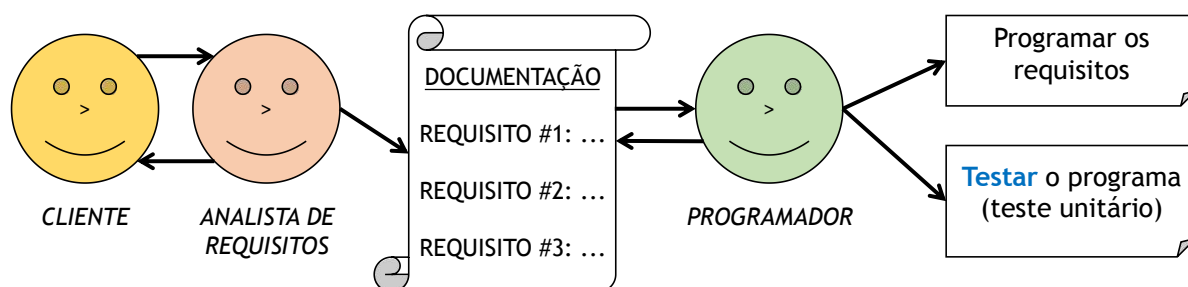 CLIENTE
ANALISTA DE
REQUISITOS
DOCUMENTAÇÃO
REQUISITO #1: ...
REQUISITO #2: ...
REQUISITO #3: ...
PROGRAMADOR
Programar os
requisitos
Testar o programa
(teste unitário)